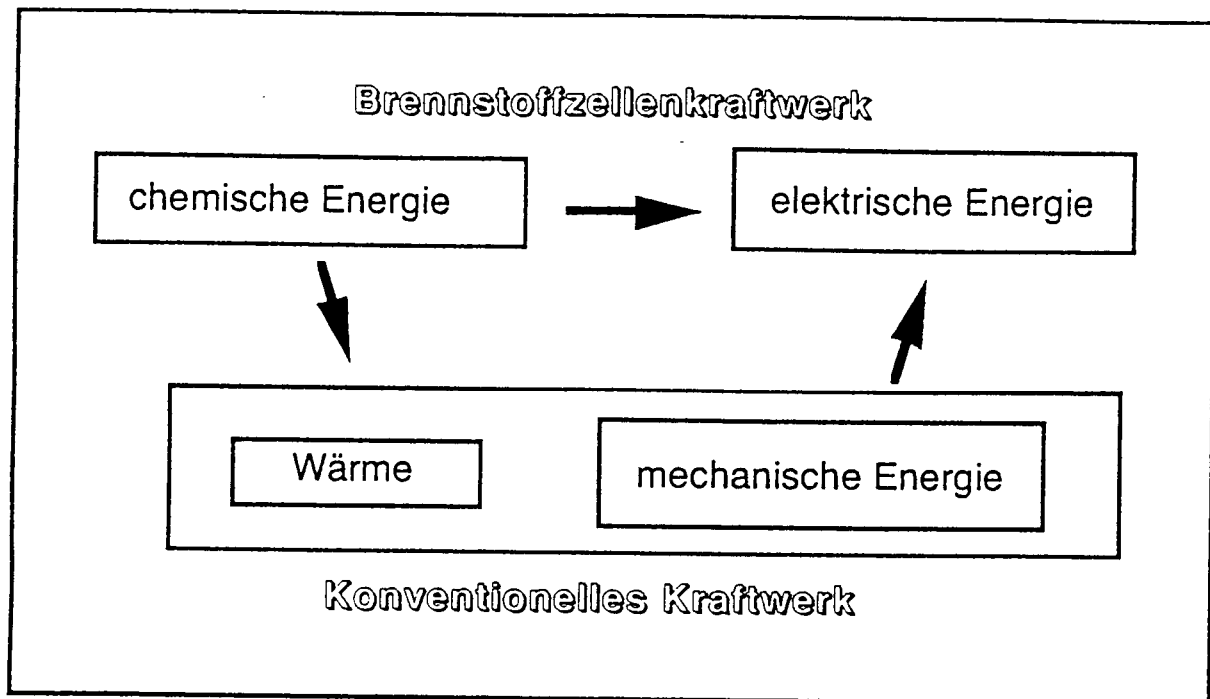 Brennstoffzellenkraftwerk
chemische Energie
elektrische Energie
Wärme
mechanische Energie
Konventionelles Kraftwerk